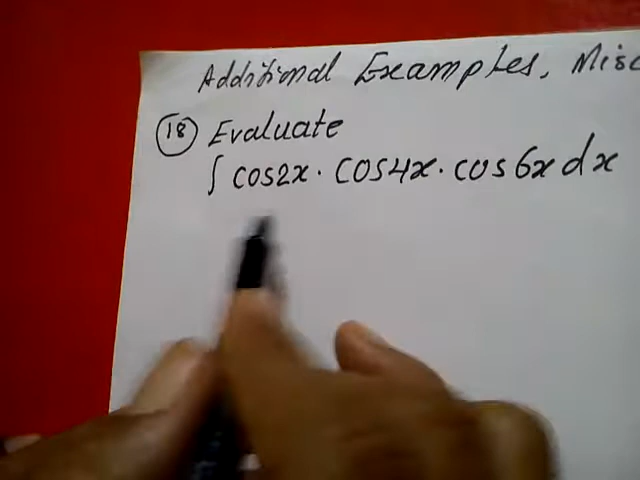 Additional Examples, Misc
18 Evaluate
∫ cos2x · cos4x · cos6x dx